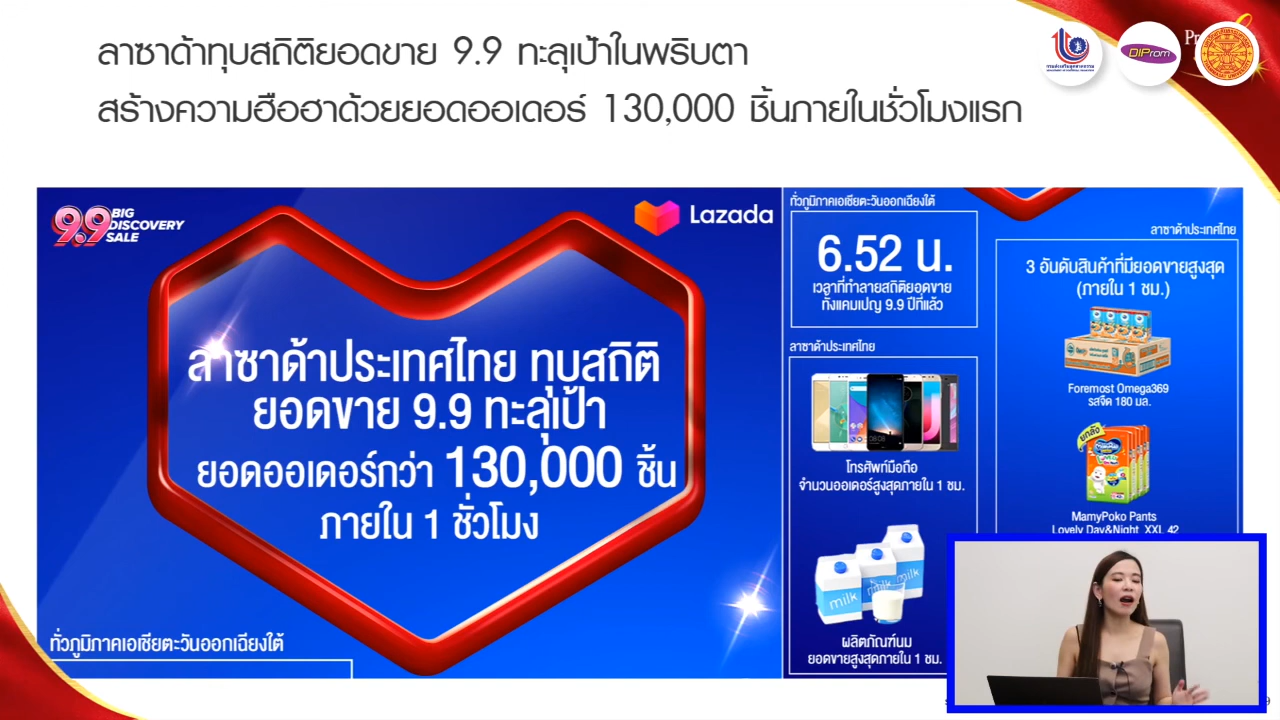 ลาซาด้าทุบสถิติยอดขาย 9.9 ทะลุเป้าในพริบตา
สร้างความฮือฮาด้วยยอดออเดอร์ 130,000 ชิ้นภายในชั่วโมงแรก
DIProm
9.9 BIG
DISCOVERY
SALE
Lazada
ลาซาด้าประเทศไทย ทุบสถิติ
ยอดขาย 9.9 ทะลุเป้า
ยอดออเดอร์กว่า 130,000 ชิ้น
ภายใน 1 ชั่วโมง
ทั่วภูมิภาคเอเชียตะวันออกเฉียงใต้
ทั่วภูมิภาคเอเชียตะวันออกเฉียงใต้
6.52 น.
เวลาที่ทำลายสถิติยอดขาย
ทั้งแคมเปญ 9.9 ปีที่แล้ว
ลาซาด้าประเทศไทย
โทรศัพท์มือถือ
จำนวนออเดอร์สูงสุดภายใน 1 ชม.
milk
milk
milk
ผลิตภัณฑ์นม
ยอดขายสูงสุดภายใน 1 ชม.
ลาซาด้าประเทศไทย
3 อันดับสินค้าที่มียอดขายสูงสุด
(ภายใน 1 ชม.)
Foremost Omega369
รสจืด 180 มล.
ยกลัง
MamyPoko Pants
Lovely Day&Night XXL 42